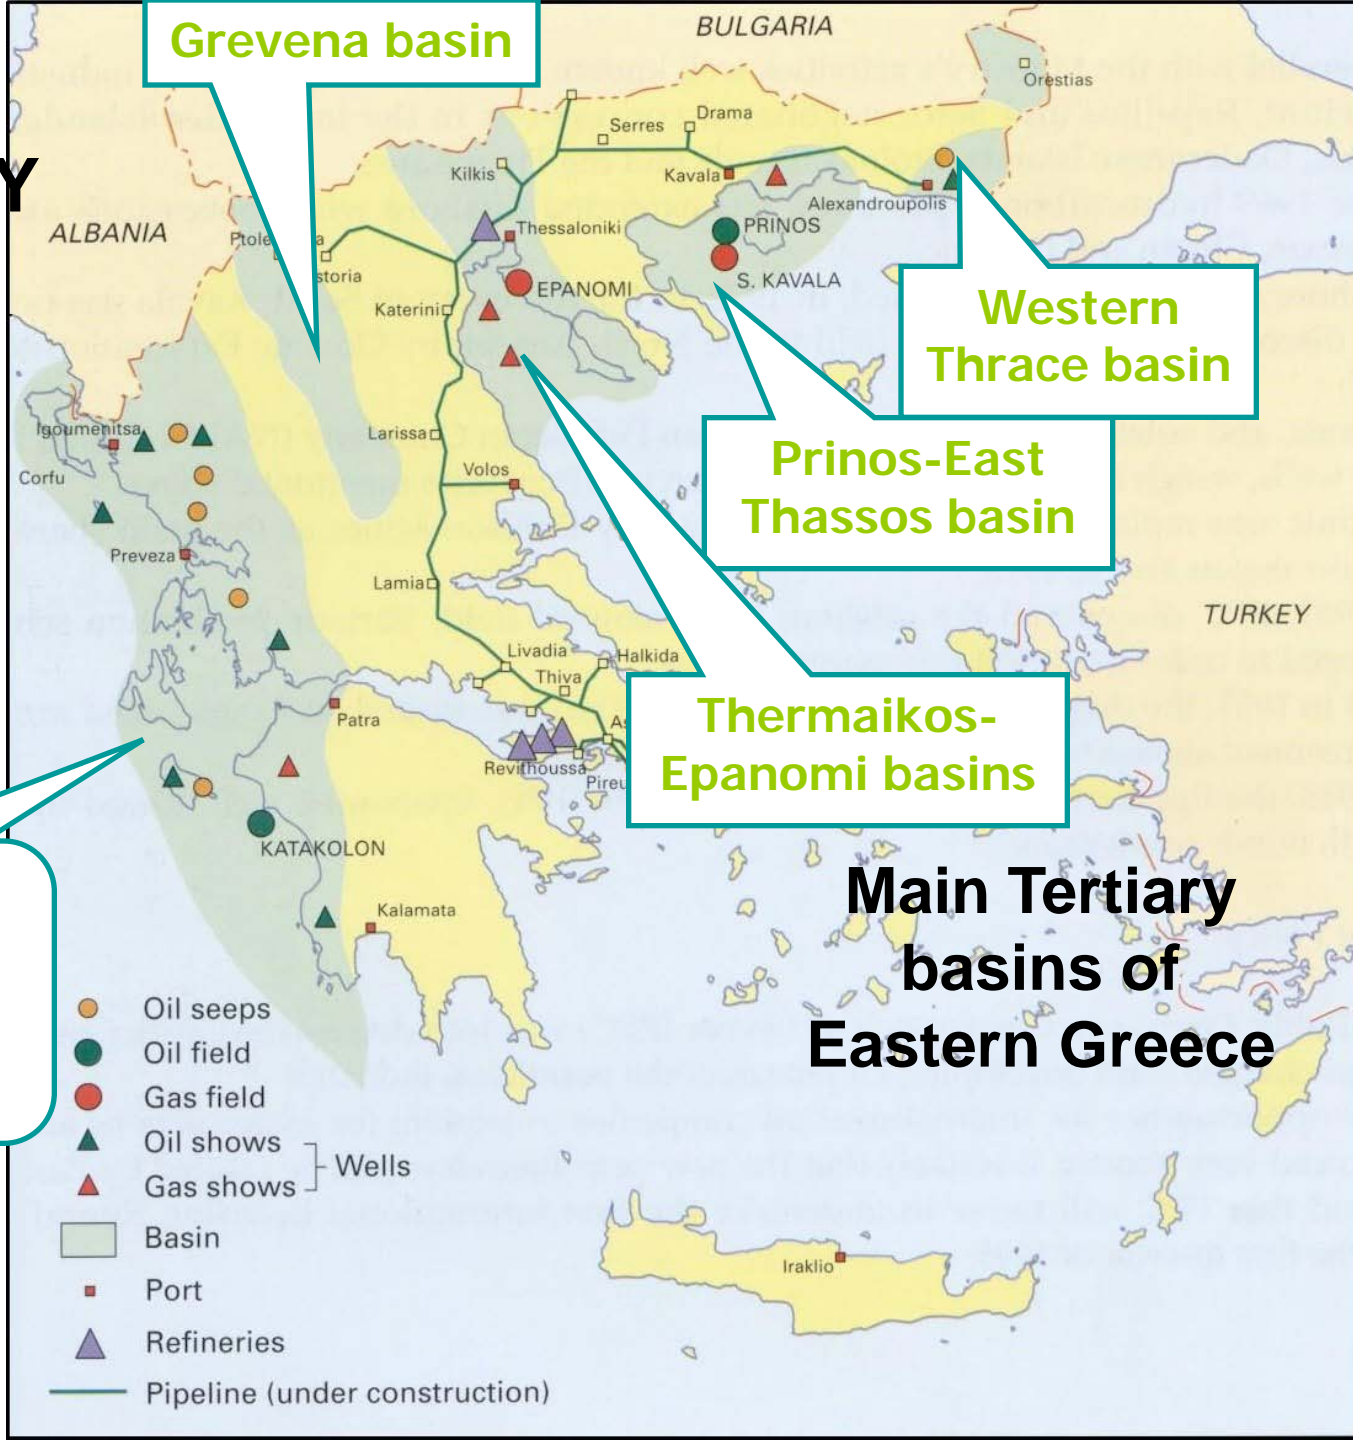 Grevena basin
BULGARIA
Orestias
Serres
Drama
Kilkis
Kavala
Alexandroupolis
Y
ALBANIA
Thessaloniki
PRINOS
S. KAVALA
EPANOMI
Katerini
Western
Thrace basin
Igoumenitsa
Larissa
Corfu
Volos
Prinos-East
Thassos basin
Preveza
Lamia
TURKEY
Livadia
Halkida
Thiva
Patra
Thermaikos-
Epanomi basins
Revithoussa
KATAKOLON
Kalamata
Main Tertiary
basins of
Eastern Greece
Oil seeps
Oil field
Gas field
Oil shows
Gas shows
Wells
Basin
Port
Refineries
Pipeline (under construction)
Iraklio